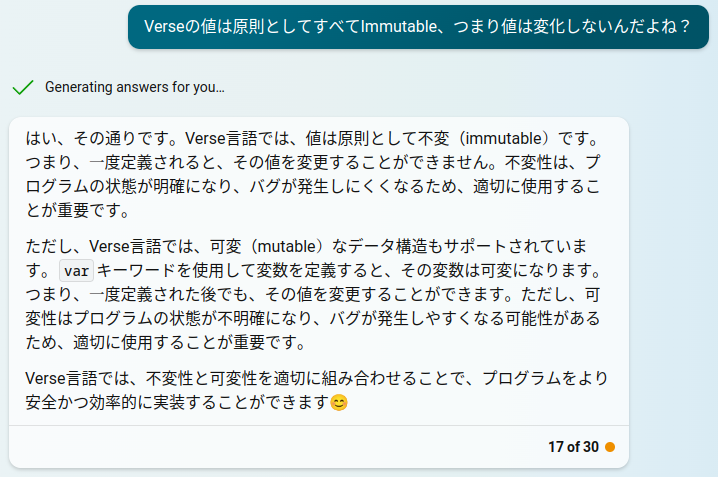 Verseの値は原則としてすべてImmutable、つまり値は変化しないんだよね？
Generating answers for you…
はい、その通りです。Verse言語では、値は原則として不変（immutable）です。
つまり、一度定義されると、その値を変更することができません。不変性は、プ
ログラムの状態が明確になり、バグが発生しにくくなるため、適切に使用するこ
とが重要です。
ただし、Verse言語では、可変（mutable）なデータ構造もサポートされていま
す。 var キーワードを使用して変数を定義すると、その変数は可変になります。
つまり、一度定義された後でも、その値を変更することができます。ただし、可
変性はプログラムの状態が不明確になり、バグが発生しやすくなる可能性がある
ため、適切に使用することが重要です。
Verse言語では、不変性と可変性を適切に組み合わせることで、プログラムをより
安全かつ効率的に実装することができます😊
17 of 30